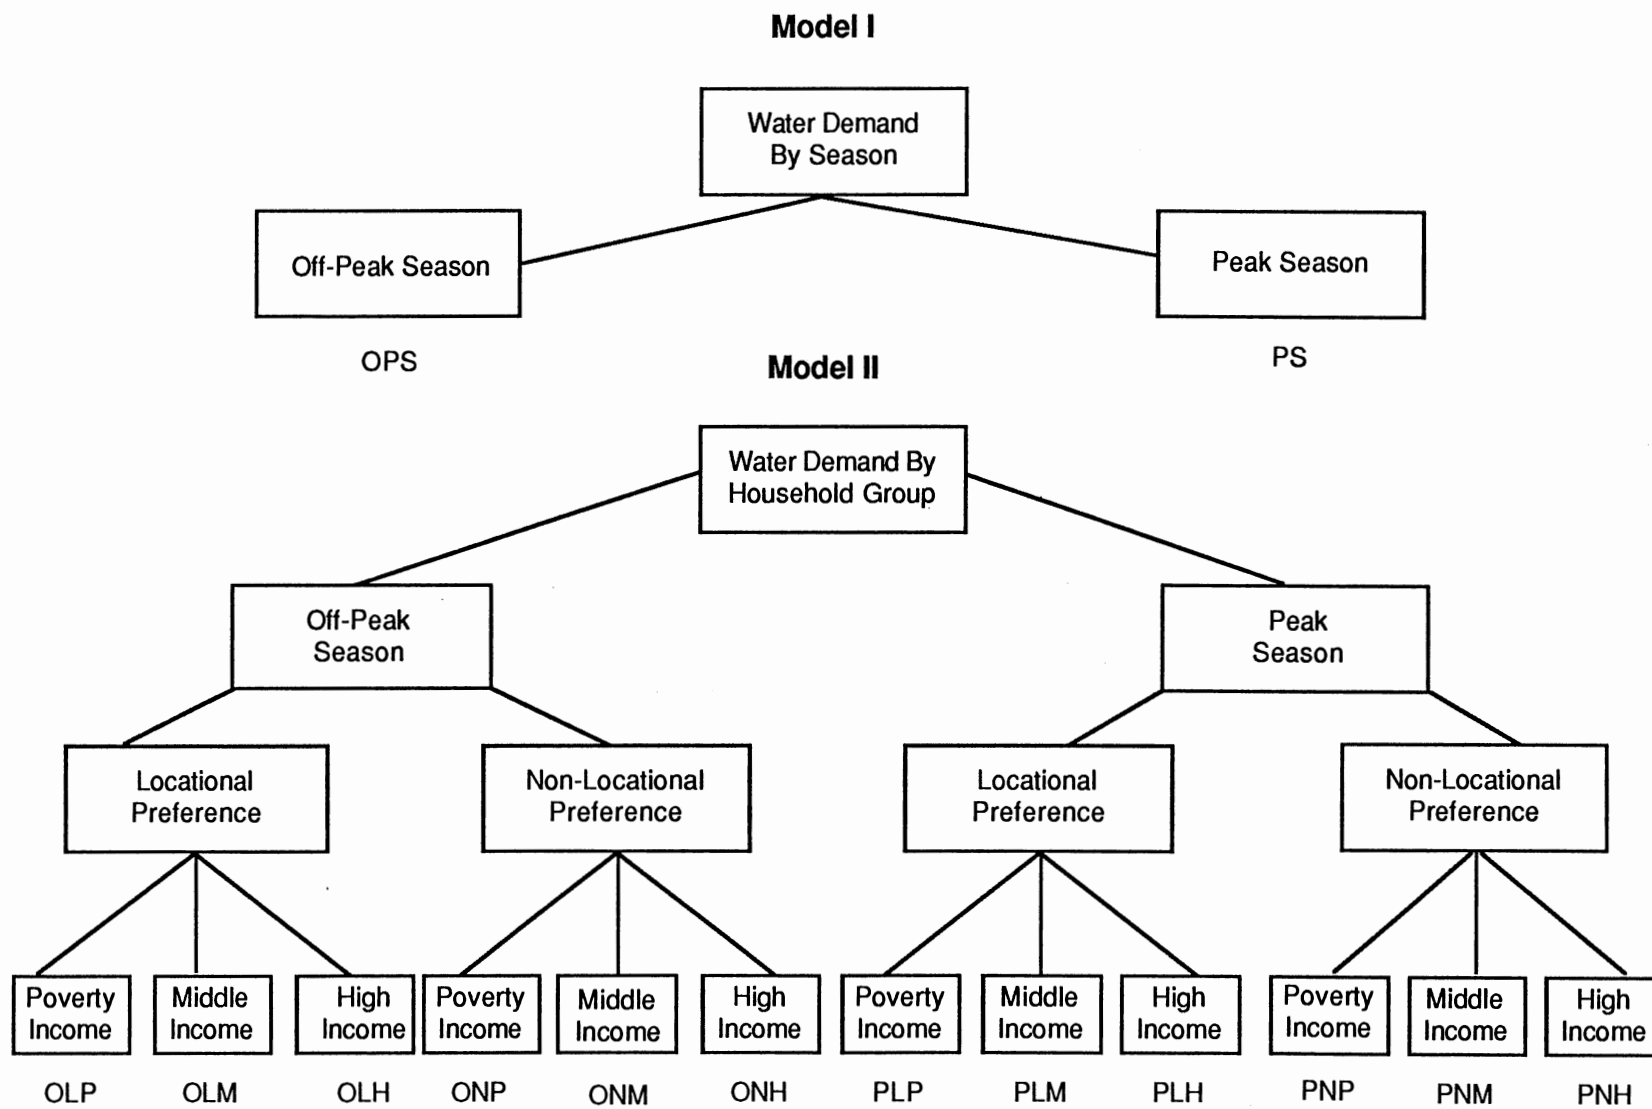 Model I
Water Demand
By Season
Off-Peak Season
Peak Season
OPS
PS
Model II
Water Demand By
Household Group
Off-Peak
Season
Peak
Season
Locational
Preference
Non-Locational
Preference
Locational
Preference
Non-Locational
Preference
Poverty
Income
Middle
Income
High
Income
Poverty
Income
Middle
Income
High
Income
Poverty
Income
Middle
Income
High
Income
Poverty
Income
Middle
Income
High
Income
OLP
OLM
OLH
ONP
ONM
ONH
PLP
PLM
PLH
PNP
PNM
PNH